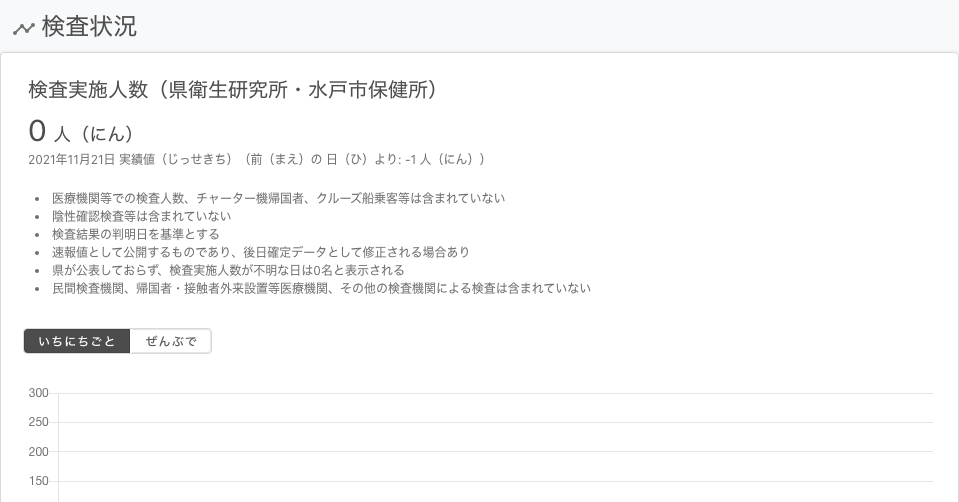 検査状況
検査実施人数（県衛生研究所・水戸市保健所）
0 人（にん）
2021年11月21日 実績値（じっせきち）（前（まえ）の 日（ひ）より: -1 人（にん））
• 医療機関等での検査人数、チャーター機帰国者、クルーズ船乗客等は含まれていない
• 陰性確認検査等は含まれていない
• 検査結果の判明日を基準とする
• 速報値として公開するものであり、後日確定データとして修正される場合あり
• 県が公表しておらず、検査実施人数が不明な日は0名と表示される
• 民間検査機関、帰国者・接触者外来設置等医療機関、その他の検査機関による検査は含まれていない
いちにちごと ぜんぶで
300
250
200
150